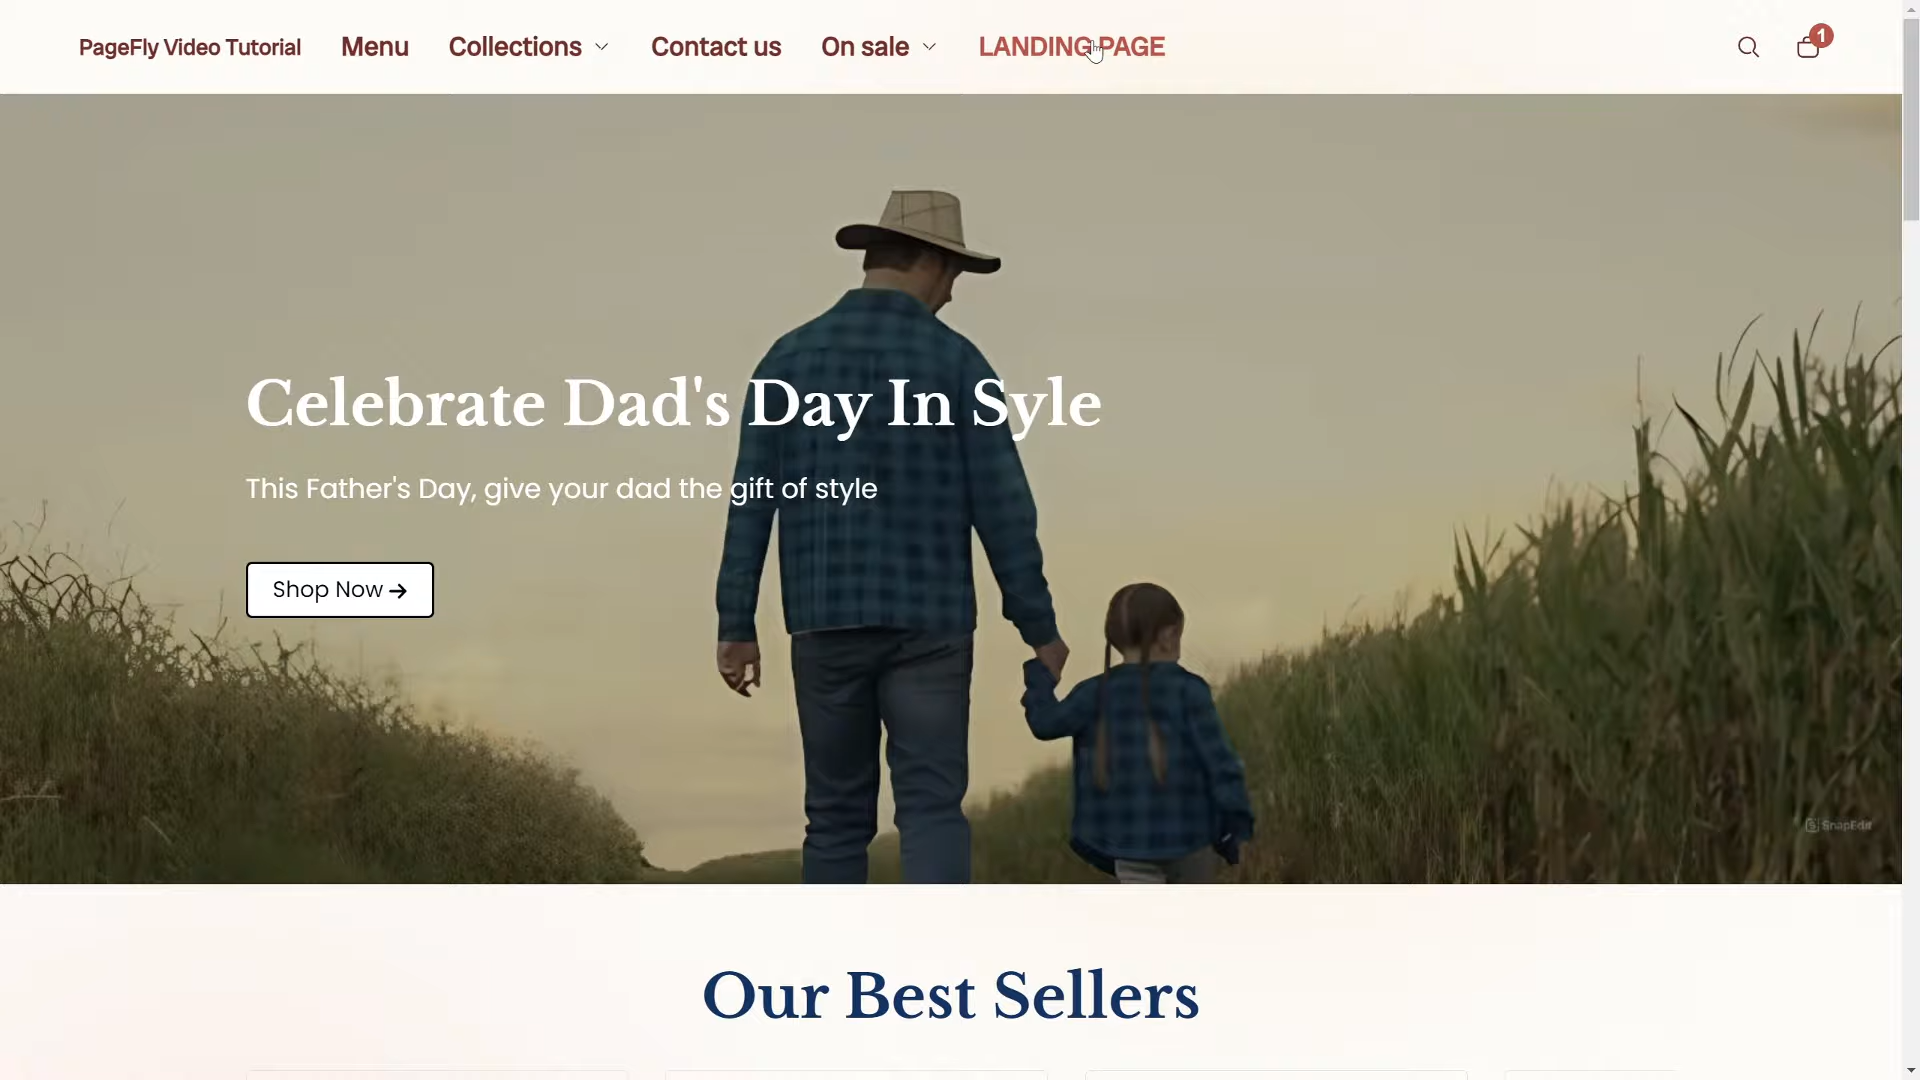 PageFly Video Tutorial
Menu
Collections
Contact us
On sale
LANDING PAGE
1
Celebrate Dad's Day In Syle
This Father's Day, give your dad the gift of style
Shop Now →
SnapEdit
Our Best Sellers